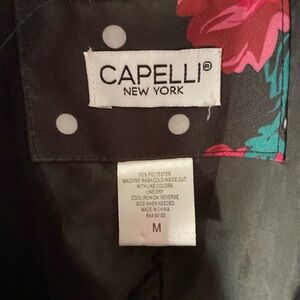 CAPELLI®
NEW YORK
100% POLYESTER
MACHINE WASH COLD INSIDE OUT
WITH LIKE COLORS
LINE DRY
COOL IRON ON REVERSE
SIDE WHEN NEEDED
MADE IN CHINA
RN#
M